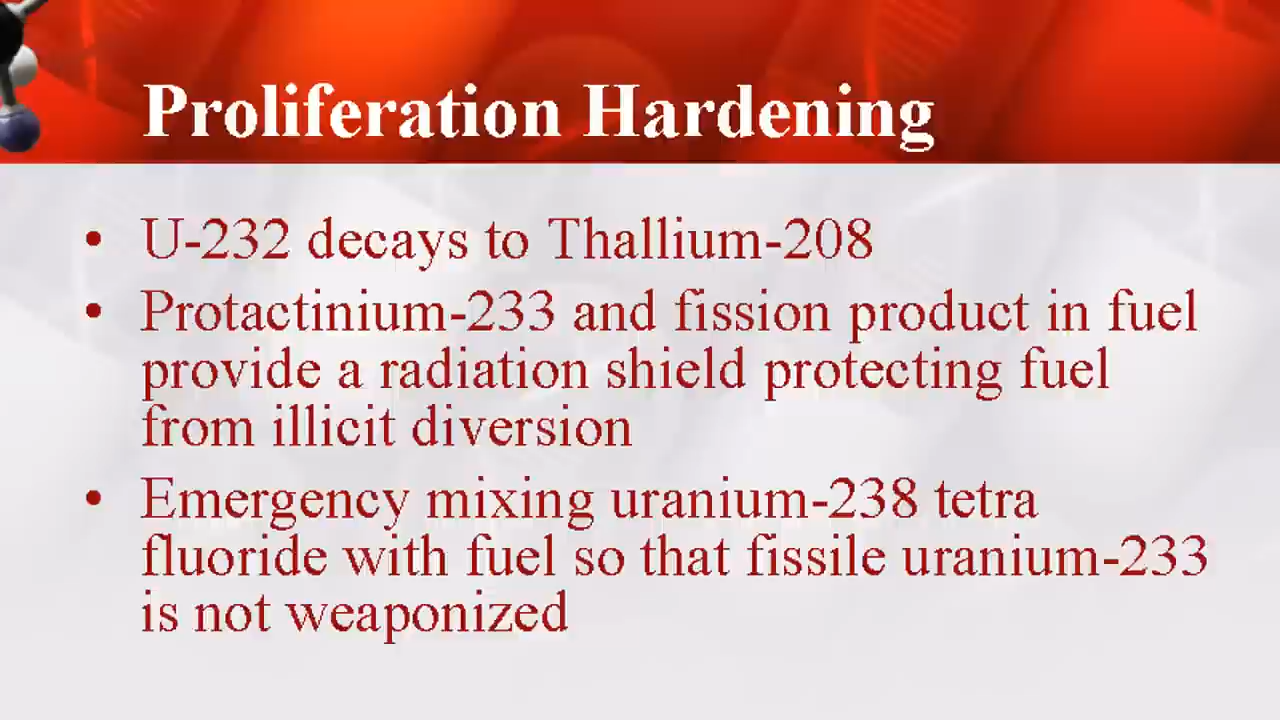 Proliferation Hardening
• U-232 decays to Thallium-208
• Protactinium-233 and fission product in fuel
provide a radiation shield protecting fuel
from illicit diversion
• Emergency mixing uranium-238 tetra
fluoride with fuel so that fissile uranium-233
is not weaponized